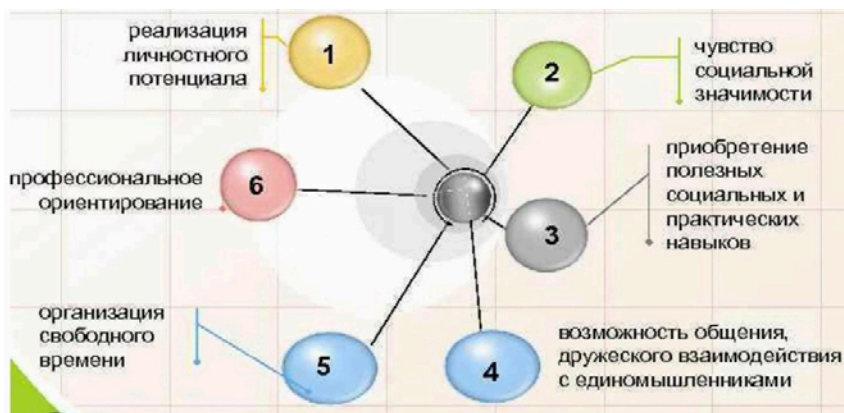 1
реализация
личностного
потенциала
2
чувство
социальной
значимости
3
приобретение
полезных
социальных и
практических
навыков
4
возможность общения,
дружеского взаимодействия
с единомышленниками
5
организация
свободного
времени
6
профессиональное
ориентирование